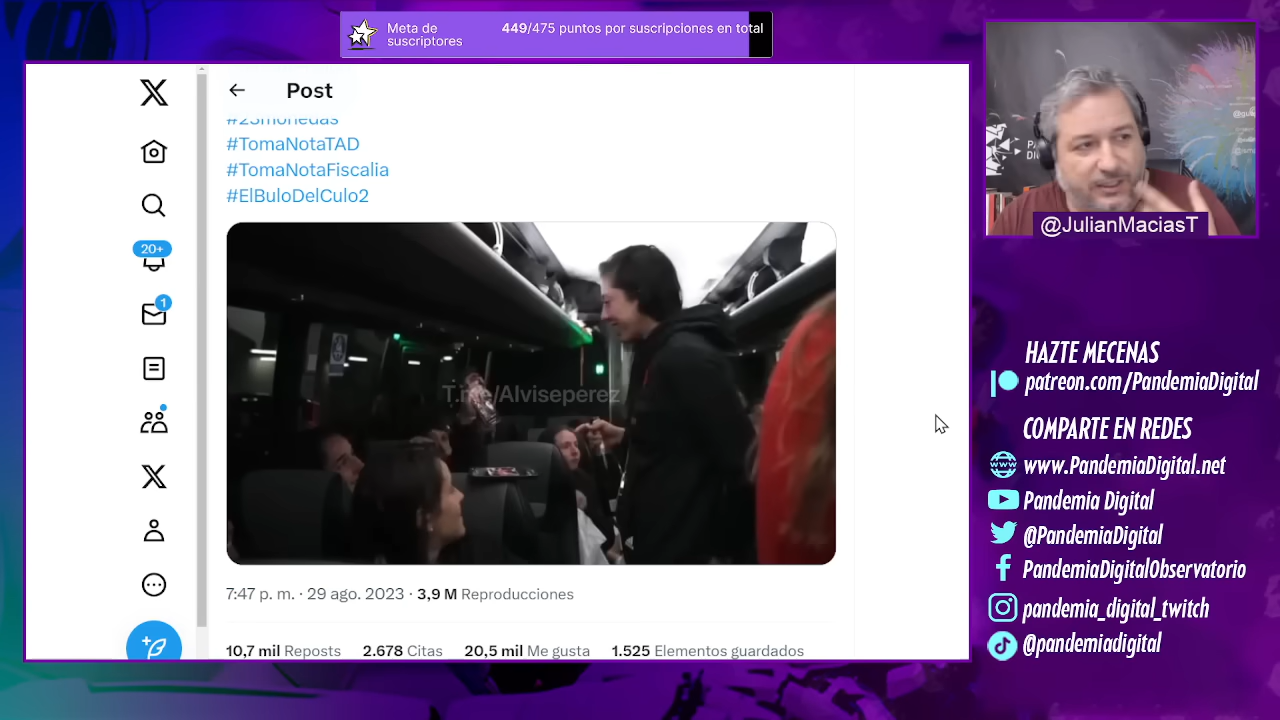 Meta de
suscriptores
449/475 puntos por suscripciones en total
Post
#23monedas
#TomaNotaTAD
#TomaNotaFiscalia
#ElBuloDelCulo2
20+
1
T.me/Alviseperez
7:47 p. m. · 29 ago. 2023 · 3,9 M Reproducciones
10,7 mil Reposts 2.678 Citas 20,5 mil Me gusta 1.525 Elementos guardados
@JulianMaciasT
HAZTE MECENAS
patreon.com/PandemiaDigital
COMPARTE EN REDES
www
www.PandemiaDigital.net
Pandemia Digital
@PandemiaDigital
PandemiaDigitalObservatorio
pandemia_digital_twitch
@pandemiadigital